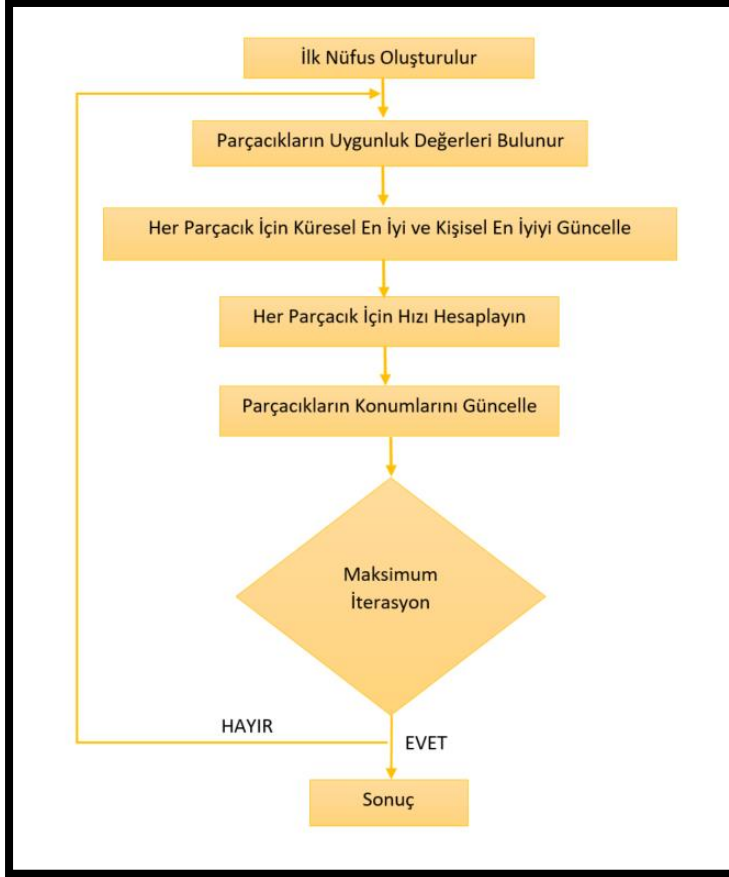 İlk Nüfus Oluşturulur
Parçacıkların Uygunluk Değerleri Bulunur
Her Parçacık İçin Küresel En İyi ve Kişisel En İyiyi Güncelle
Her Parçacık İçin Hızı Hesaplayın
Parçacıkların Konumlarını Güncelle
Maksimum
İterasyon
HAYIR
EVET
Sonuç